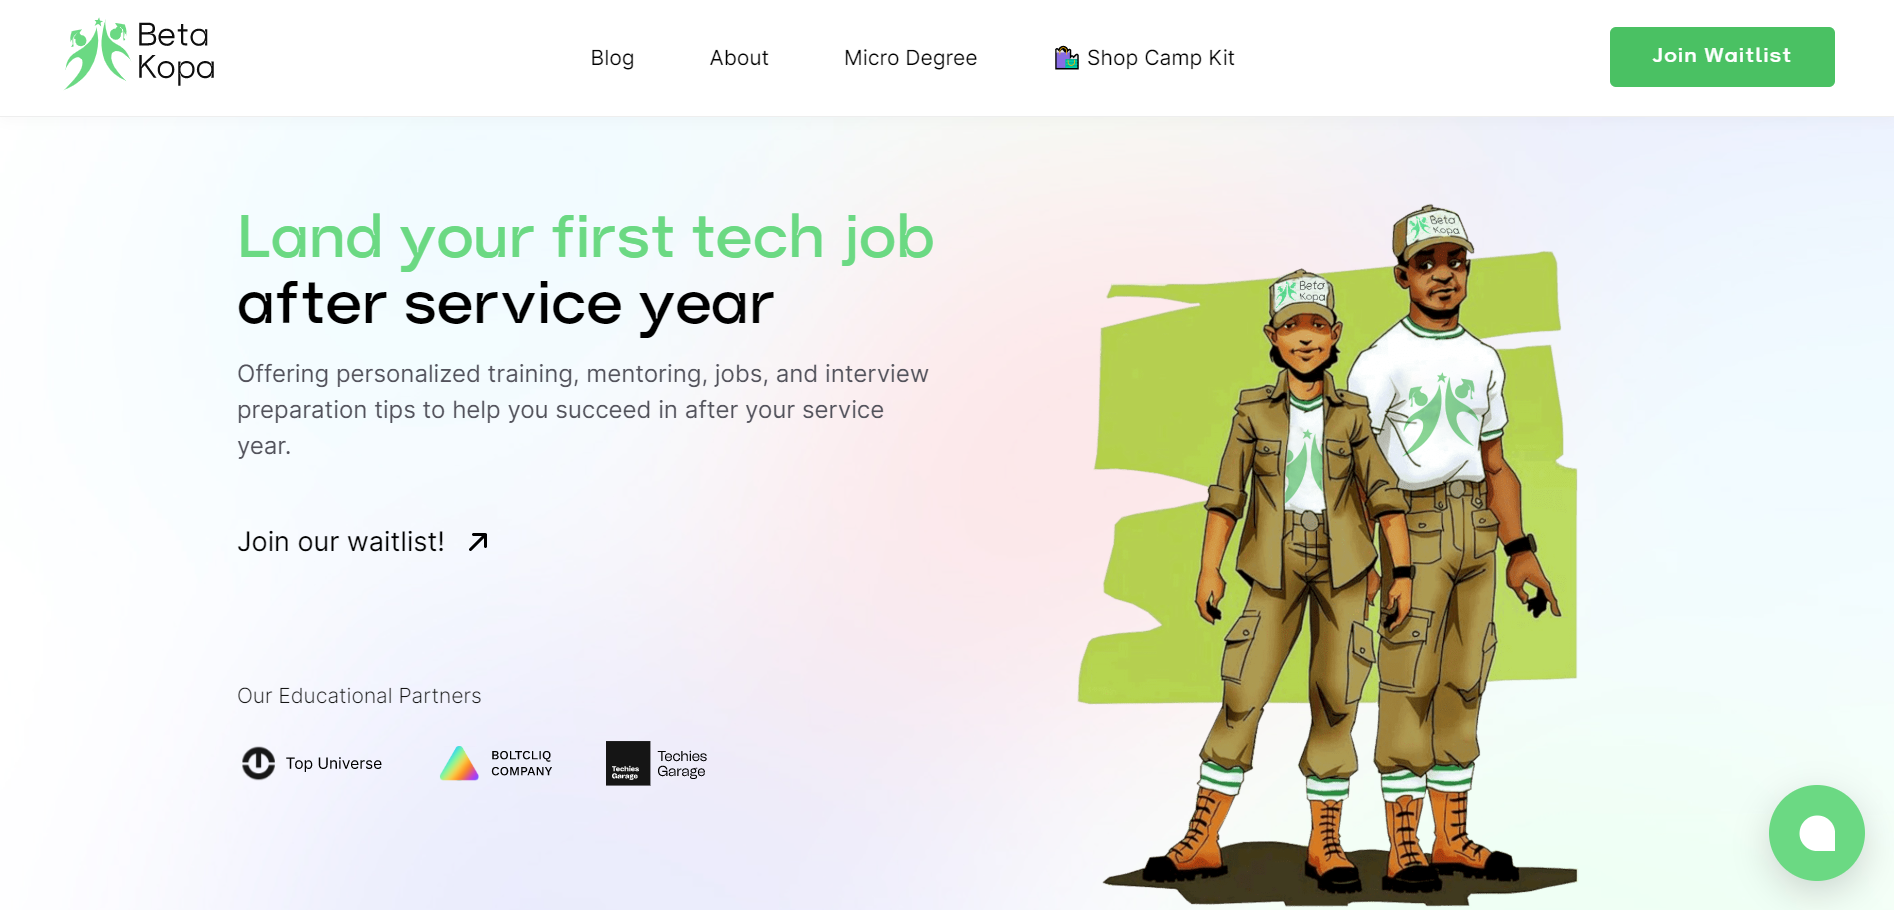 Beta
Kopa
Blog
About
Micro Degree
Shop Camp Kit
Join Waitlist
Land your first tech job
after service year
Offering personalized training, mentoring, jobs, and interview
preparation tips to help you succeed in after your service
year.
Join our waitlist!
Our Educational Partners
Top Universe
BOLTCLIQ
COMPANY
Techies
Garage
Techies
Garage
Beta
Kopa
Beta
Kopa